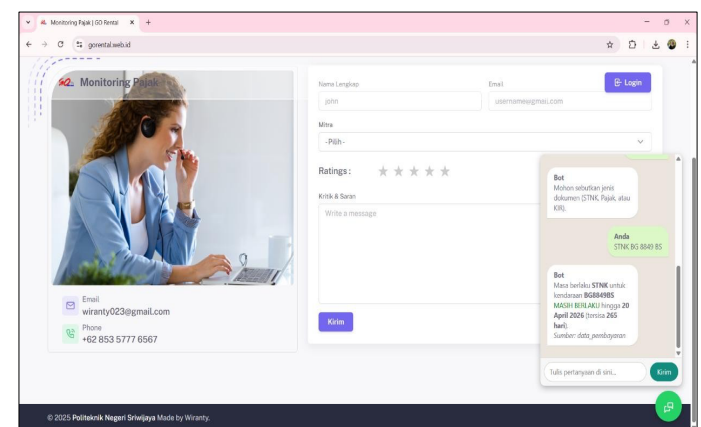 Monitoring Pajak | GO Rental
gorental.web.id
Monitoring Pajak
Login
Nama Lengkap
Email
john
username@gmail.com
Mitra
- Pilih -
Ratings :
Kritik & Saran
Write a message
Kirim
Email
wiranty023@gmail.com
Phone
+62 853 5777 6567
Bot
Mohon sebutkan jenis
dokumen (STNK, Pajak, atau
KIR).
Anda
STNK BG 8849 BS
Bot
Masa berlaku STNK untuk
kendaraan BG8849BS
MASIH BERLAKU hingga 20
April 2026 (tersisa 265
hari).
Sumber: data_pembayaran
Tulis pertanyaan di sini...
Kirim
© 2025 Politeknik Negeri Sriwijaya Made by Wiranty.